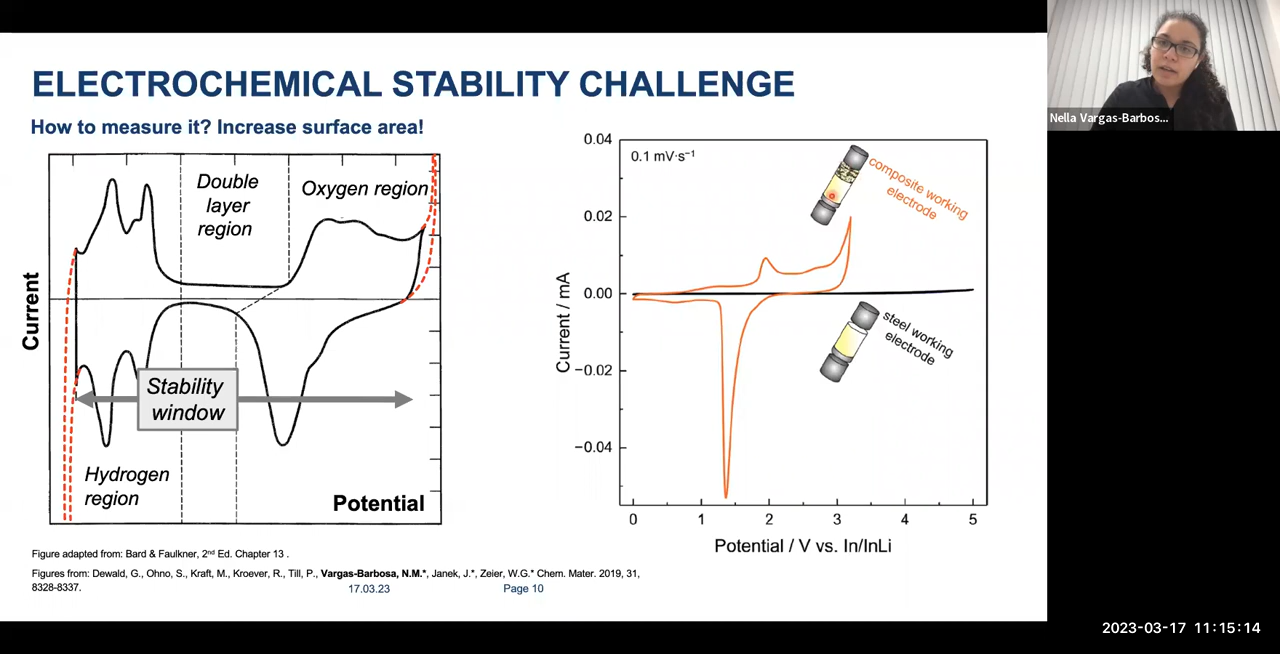 ELECTROCHEMICAL STABILITY CHALLENGE
How to measure it? Increase surface area!
Current
Double
layer
region
Oxygen region
Stability
window
Hydrogen
region
Potential
0.04
0.02
0.00
−0.02
−0.04
Current / mA
0.1 mV·s⁻¹
composite working
electrode
steel working
electrode
0 1 2 3 4 5
Potential / V vs. In/InLi
Figure adapted from: Bard & Faulkner, 2nd Ed. Chapter 13 .
Figures from: Dewald, G., Ohno, S., Kraft, M., Kroever, R., Till, P., Vargas-Barbosa, N.M.*, Janek, J.*, Zeier, W.G.* Chem. Mater. 2019, 31,
8328-8337.
17.03.23 Page 10
Nella Vargas-Barbos...
2023-03-17 11:15:14